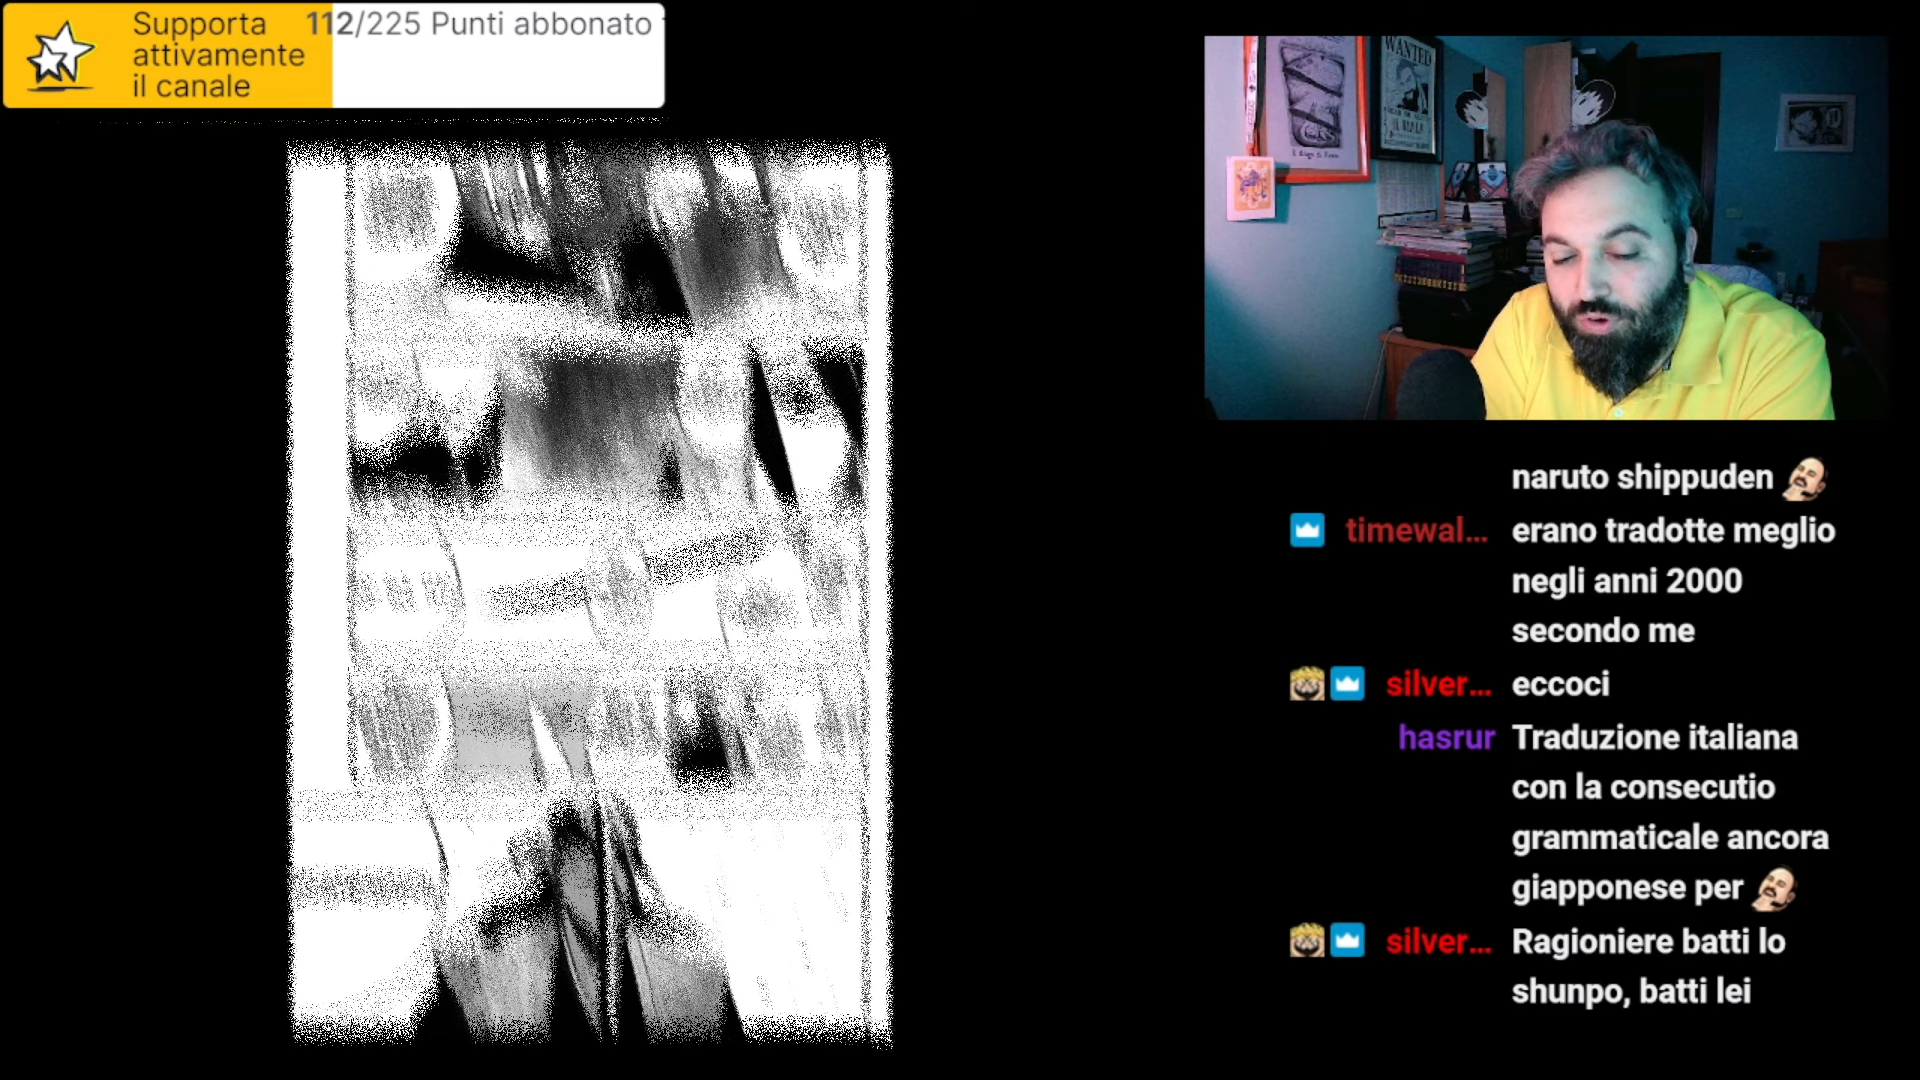 Supporta
attivamente
il canale
112/225 Punti abbonato
WANTED
naruto shippuden
timewal... erano tradotte meglio
negli anni 2000
secondo me
silver... eccoci
hasrur Traduzione italiana
con la consecutio
grammaticale ancora
giapponese per
silver... Ragioniere batti lo
shunpo, batti lei